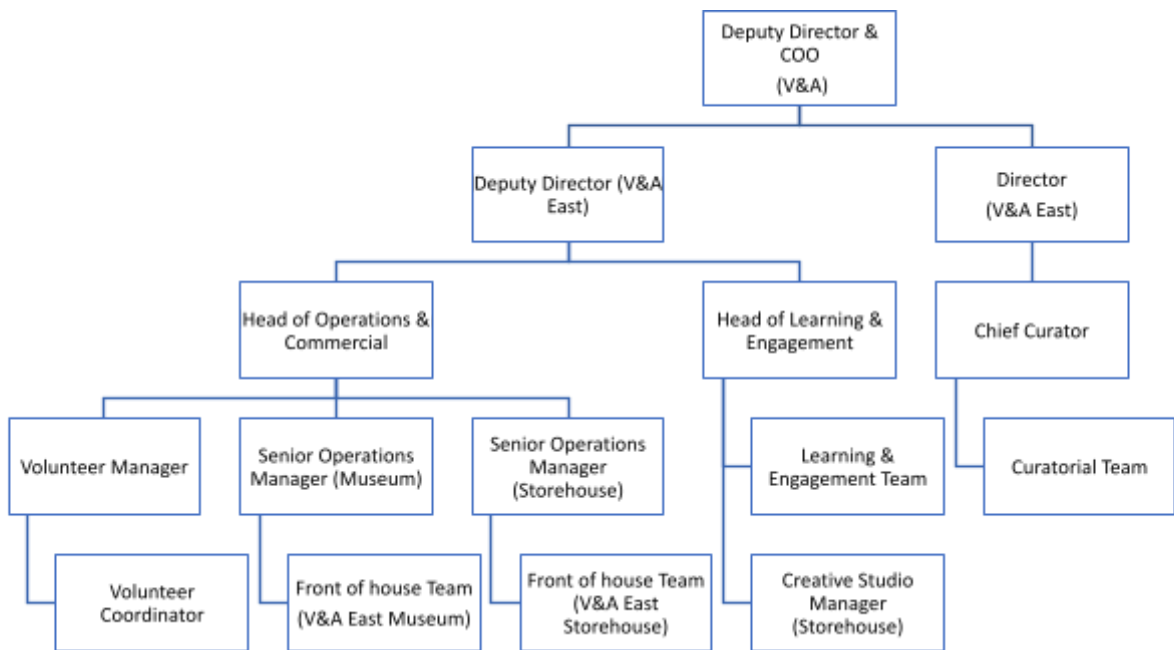 Deputy Director &
COO
(V&A)
Deputy Director (V&A
East)
Director
(V&A East)
Head of Operations &
Commercial
Head of Learning &
Engagement
Chief Curator
Volunteer Manager
Senior Operations
Manager (Museum)
Senior Operations
Manager
(Storehouse)
Learning &
Engagement Team
Curatorial Team
Volunteer
Coordinator
Front of house Team
(V&A East Museum)
Front of house Team
(V&A East
Storehouse)
Creative Studio
Manager
(Storehouse)